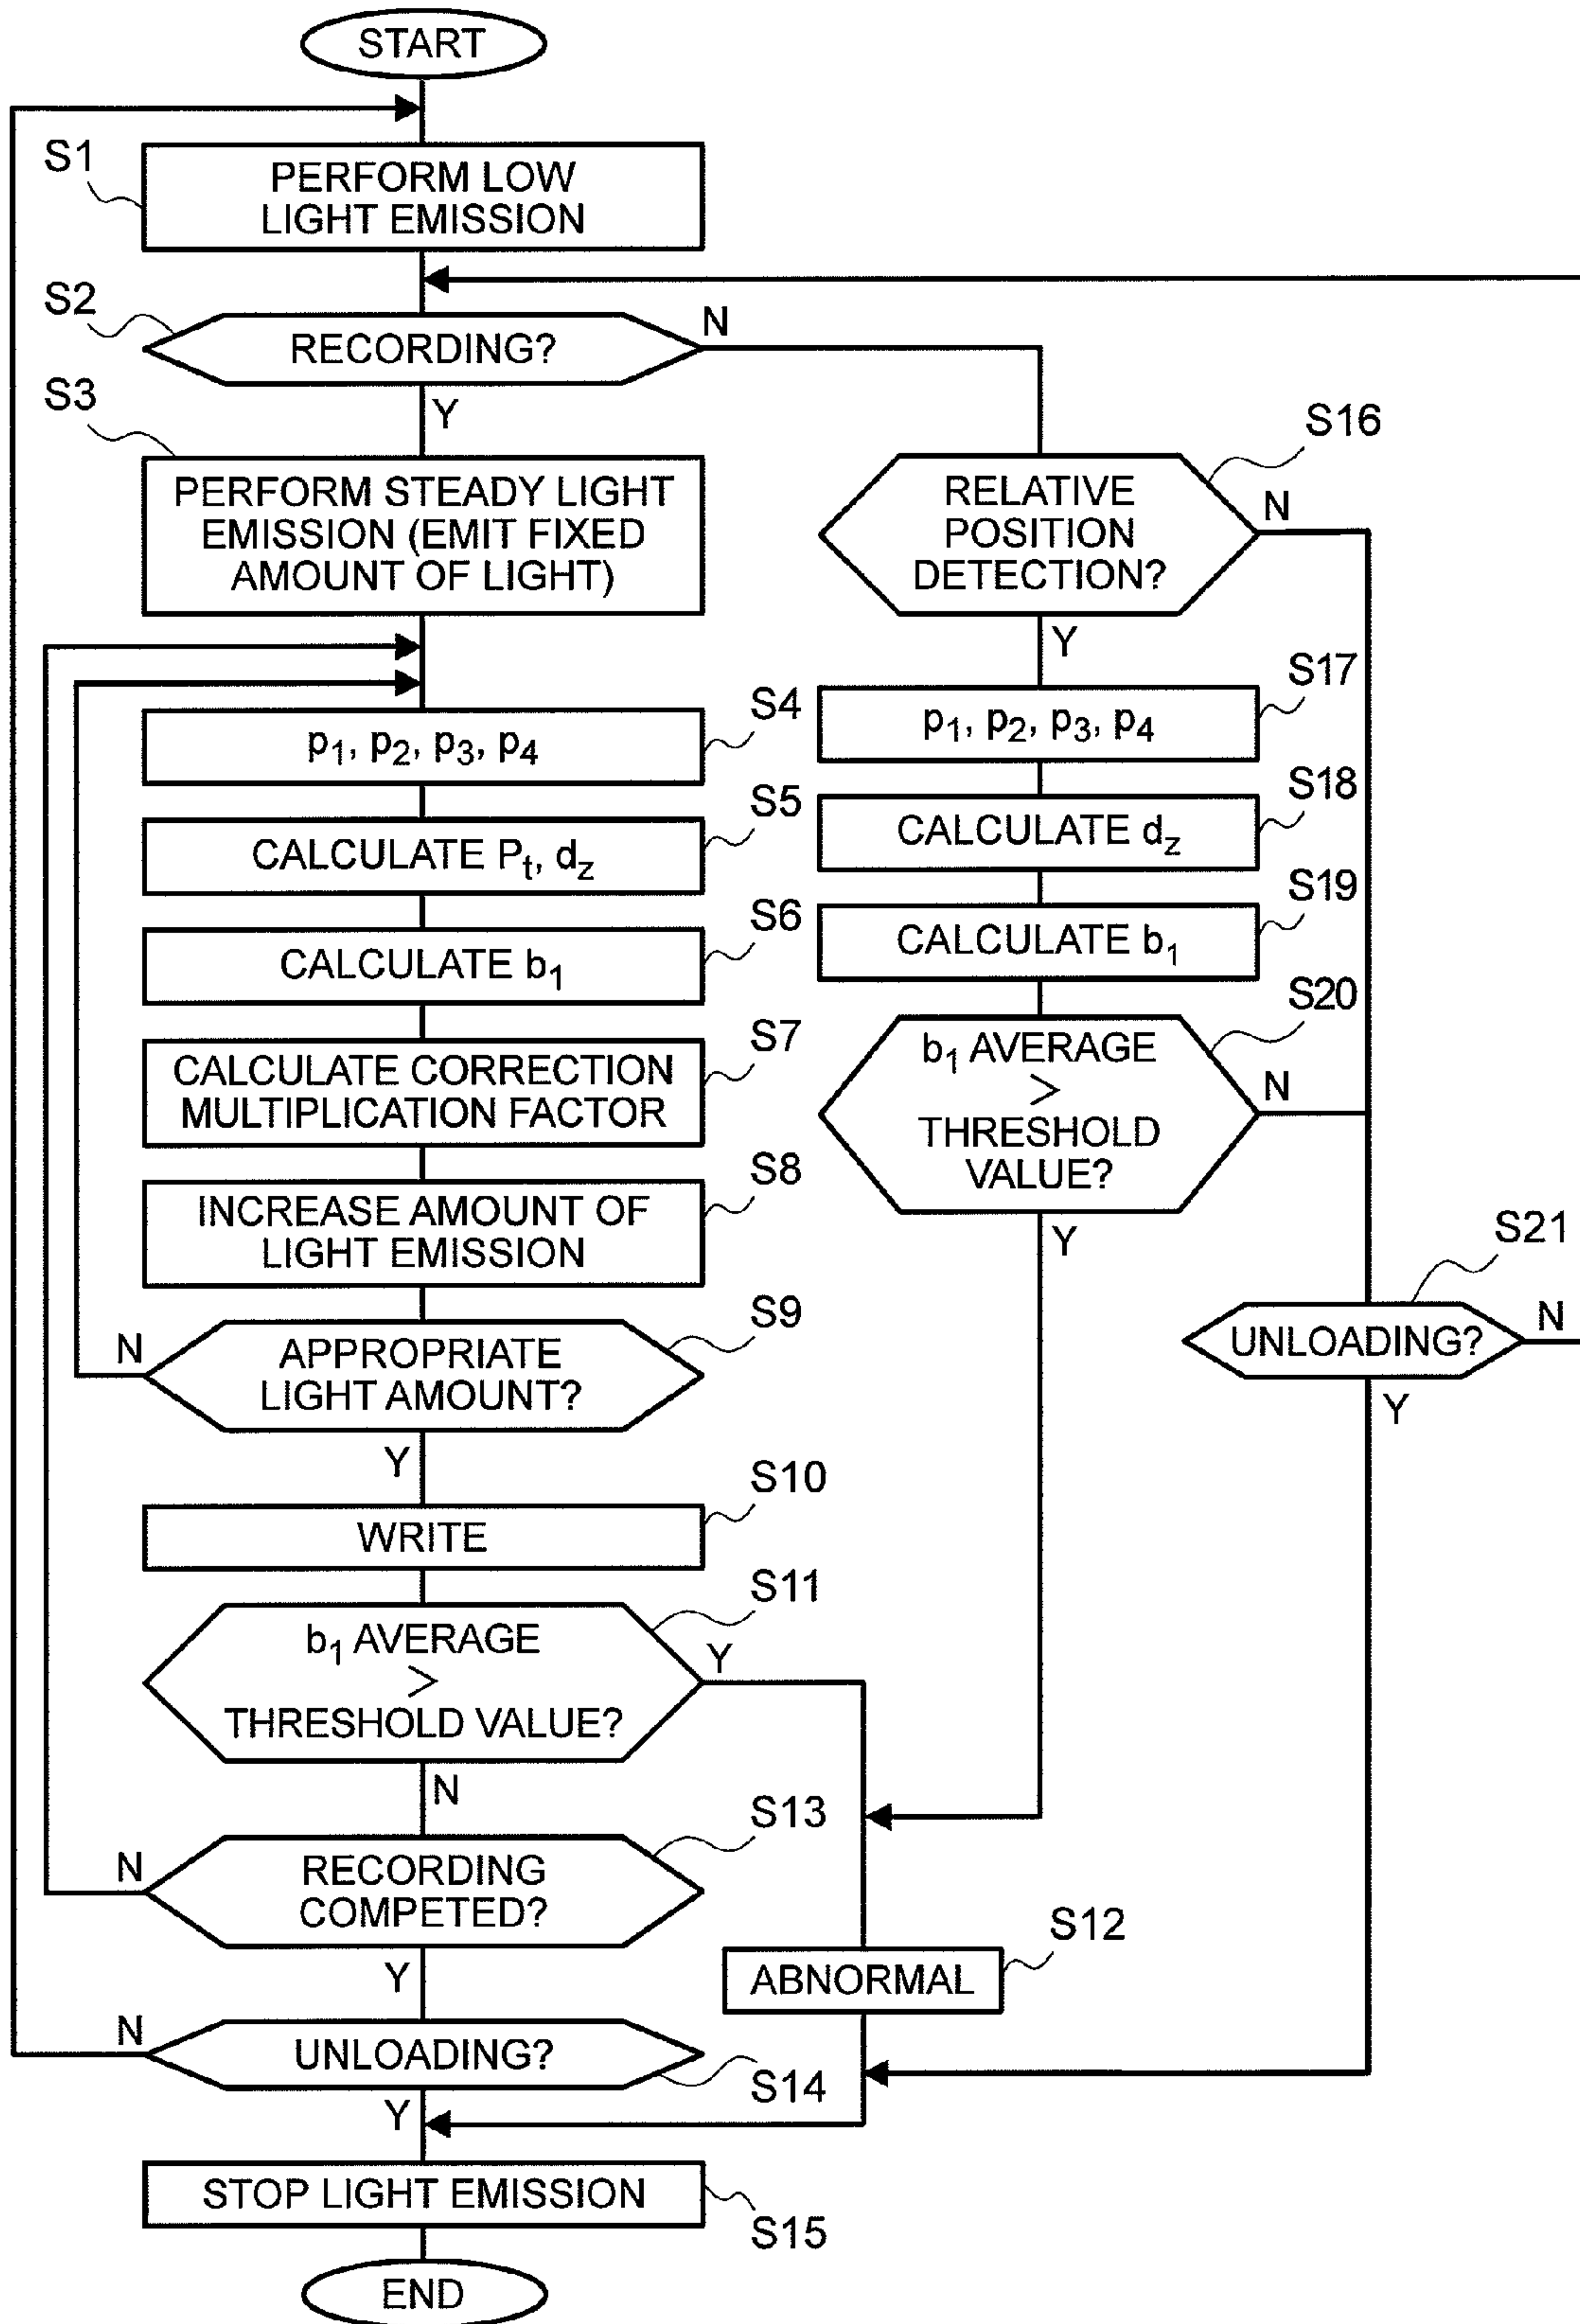 START
S1
PERFORM LOW
LIGHT EMISSION
S2
RECORDING?
N
Y
S3
PERFORM STEADY LIGHT
EMISSION (EMIT FIXED
AMOUNT OF LIGHT)
S4
p₁, p₂, p₃, p₄
S5
CALCULATE Pₜ, d_z
S6
CALCULATE b₁
S7
CALCULATE CORRECTION
MULTIPLICATION FACTOR
S8
INCREASE AMOUNT OF
LIGHT EMISSION
S9
N
APPROPRIATE
LIGHT AMOUNT?
Y
S10
WRITE
S11
b₁ AVERAGE
>
THRESHOLD VALUE?
Y
N
S13
N
RECORDING
COMPETED?
Y
S12
ABNORMAL
N
UNLOADING?
S14
Y
STOP LIGHT EMISSION
S15
END
S16
RELATIVE
POSITION
DETECTION?
N
Y
S17
p₁, p₂, p₃, p₄
S18
CALCULATE d_z
S19
CALCULATE b₁
S20
b₁ AVERAGE
>
THRESHOLD
VALUE?
N
Y
S21
UNLOADING?
N
Y